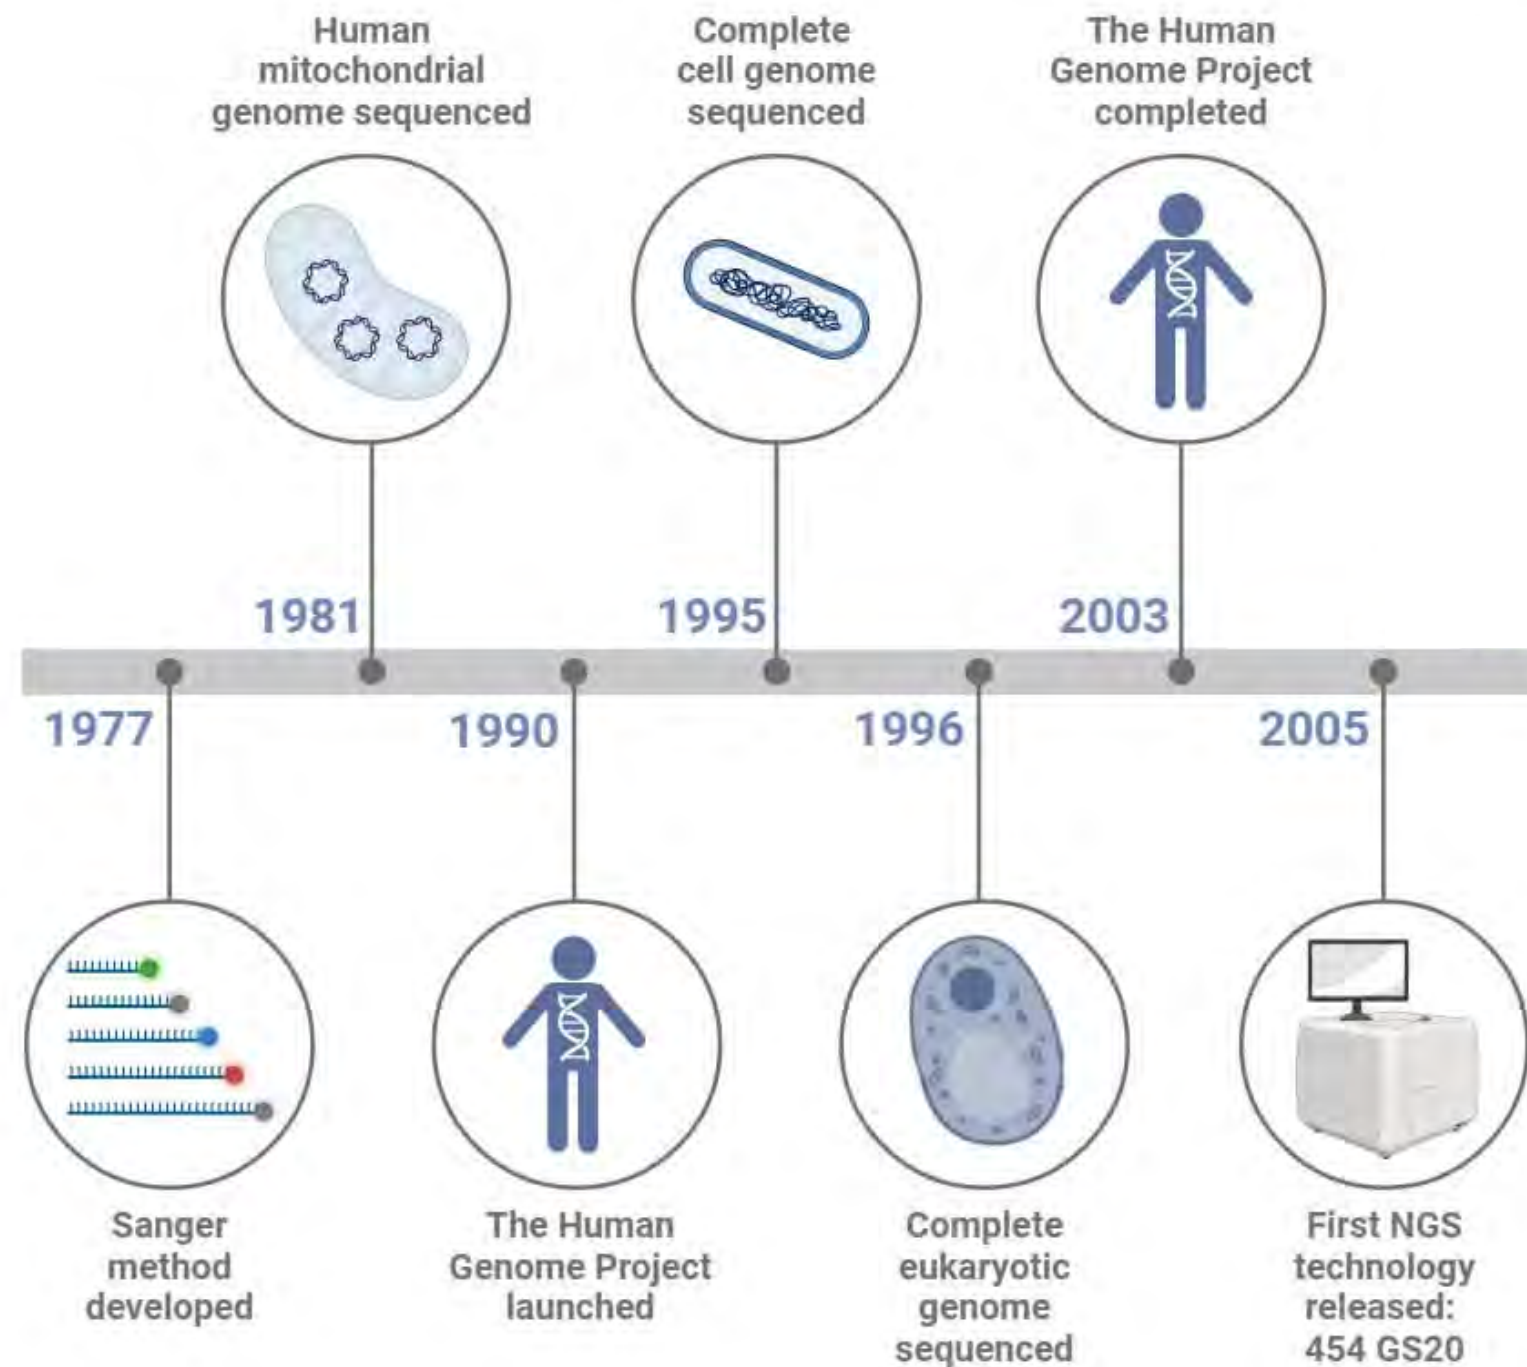 Human
mitochondrial
genome sequenced
Complete
cell genome
sequenced
The Human
Genome Project
completed
1981
1995
2003
1977
1990
1996
2005
Sanger
method
developed
The Human
Genome Project
launched
Complete
eukaryotic
genome
sequenced
First NGS
technology
released:
454 GS20